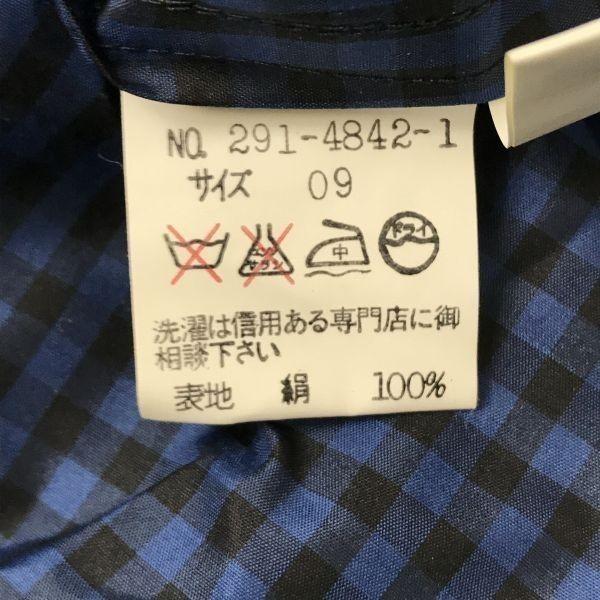 NO. 291-4842-1
サイズ 09
中 ドライ
洗濯は信用ある専門店に御
相談下さい
表地 絹 100%